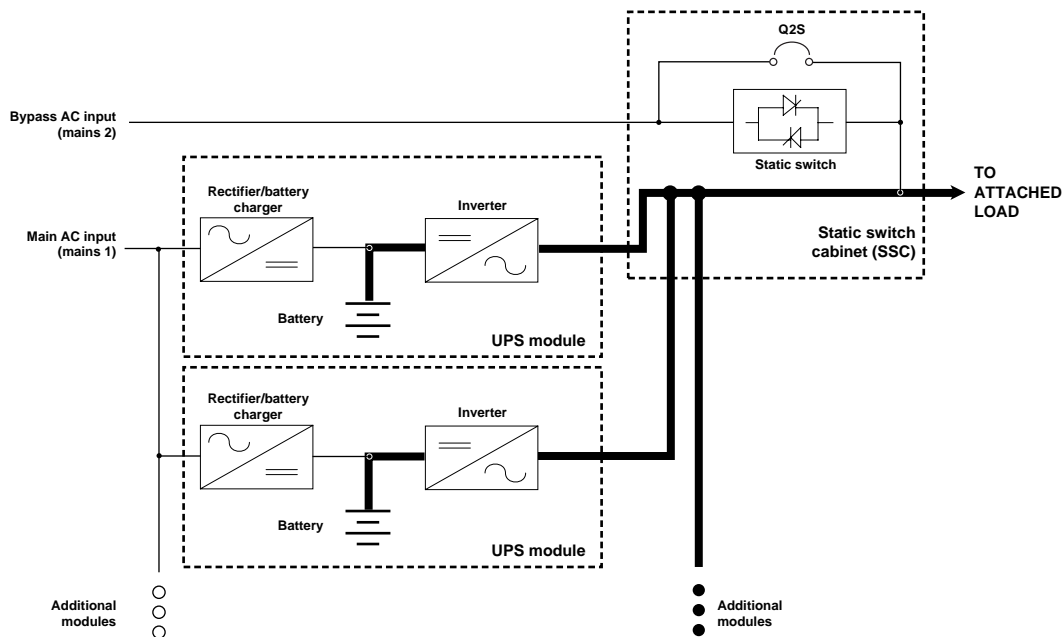 Q2S
Bypass AC input
(mains 2)
Static switch
TO
ATTACHED
LOAD
Static switch
cabinet (SSC)
Rectifier/battery
charger
Inverter
Main AC input
(mains 1)
Battery
UPS module
Rectifier/battery
charger
Inverter
Battery
UPS module
Additional
modules
Additional
modules